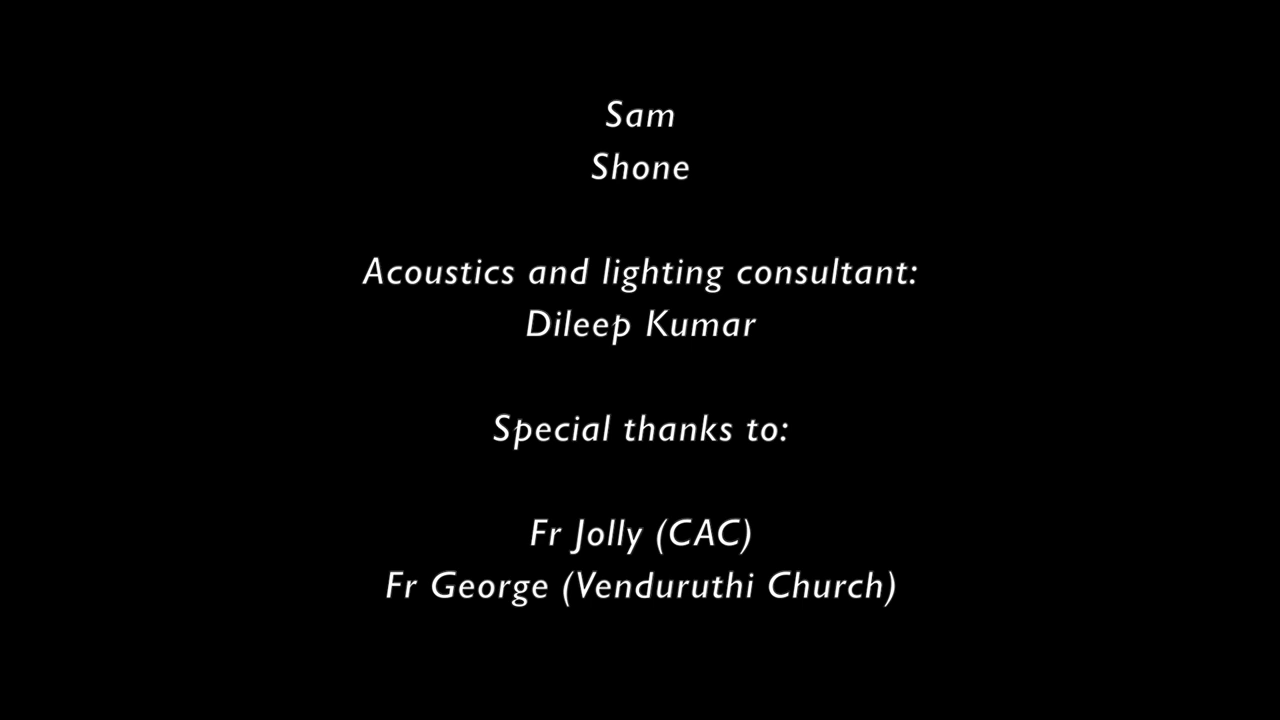 Sam
Shone
Acoustics and lighting consultant:
Dileep Kumar
Special thanks to:
Fr Jolly (CAC)
Fr George (Venduruthi Church)